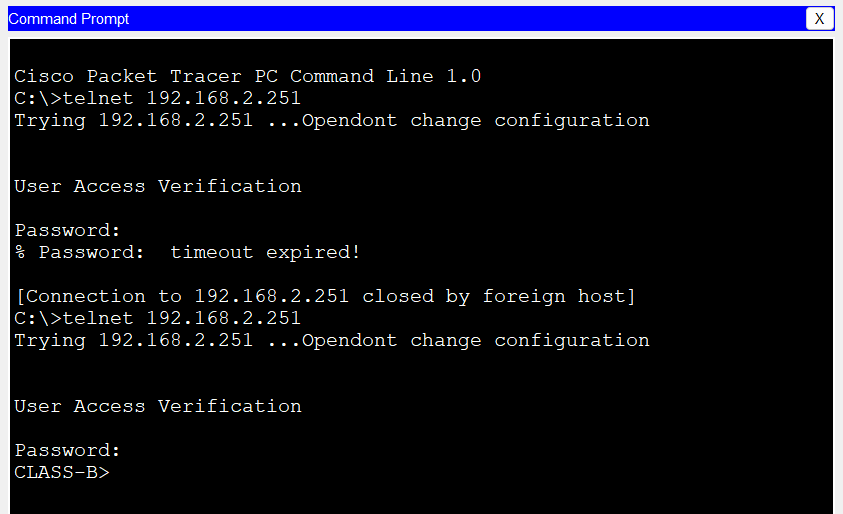 Command Prompt
X
Cisco Packet Tracer PC Command Line 1.0
C:\>telnet 192.168.2.251
Trying 192.168.2.251 ...Opendont change configuration
User Access Verification
Password:
% Password:  timeout expired!
[Connection to 192.168.2.251 closed by foreign host]
C:\>telnet 192.168.2.251
Trying 192.168.2.251 ...Opendont change configuration
User Access Verification
Password:
CLASS-B>